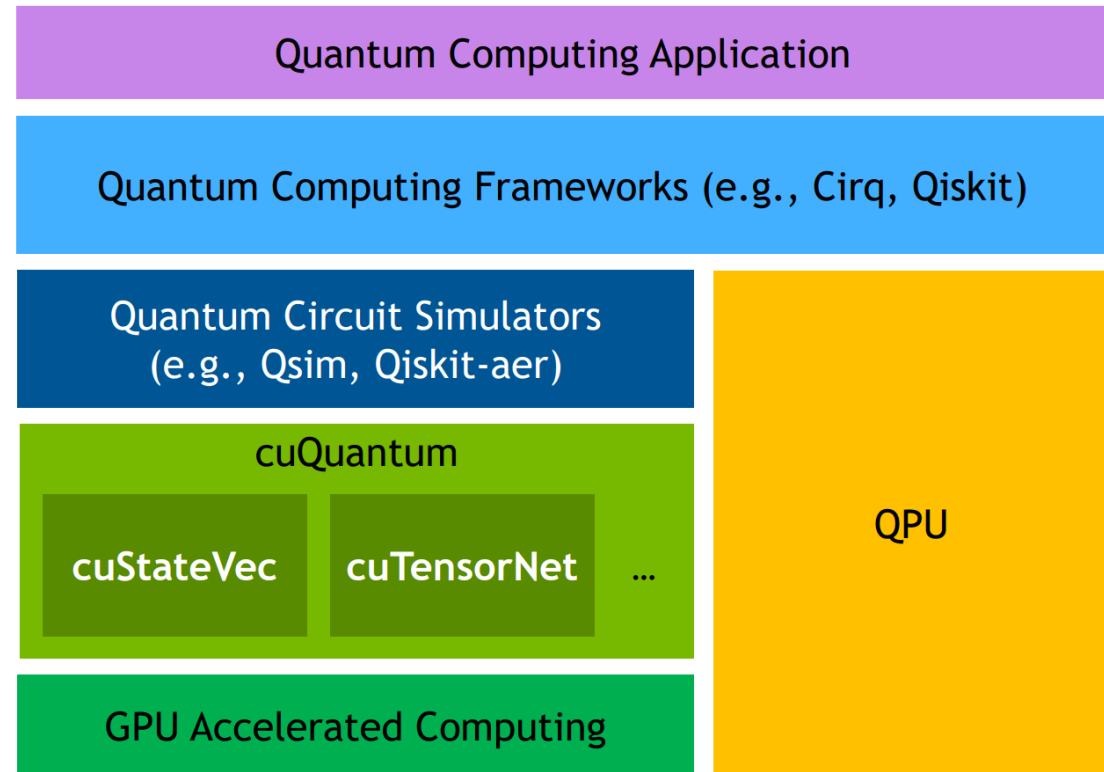 Quantum Computing Application
Quantum Computing Frameworks (e.g., Cirq, Qiskit)
Quantum Circuit Simulators
(e.g., Qsim, Qiskit-aer)
cuQuantum
cuStateVec
cuTensorNet
...
QPU
GPU Accelerated Computing